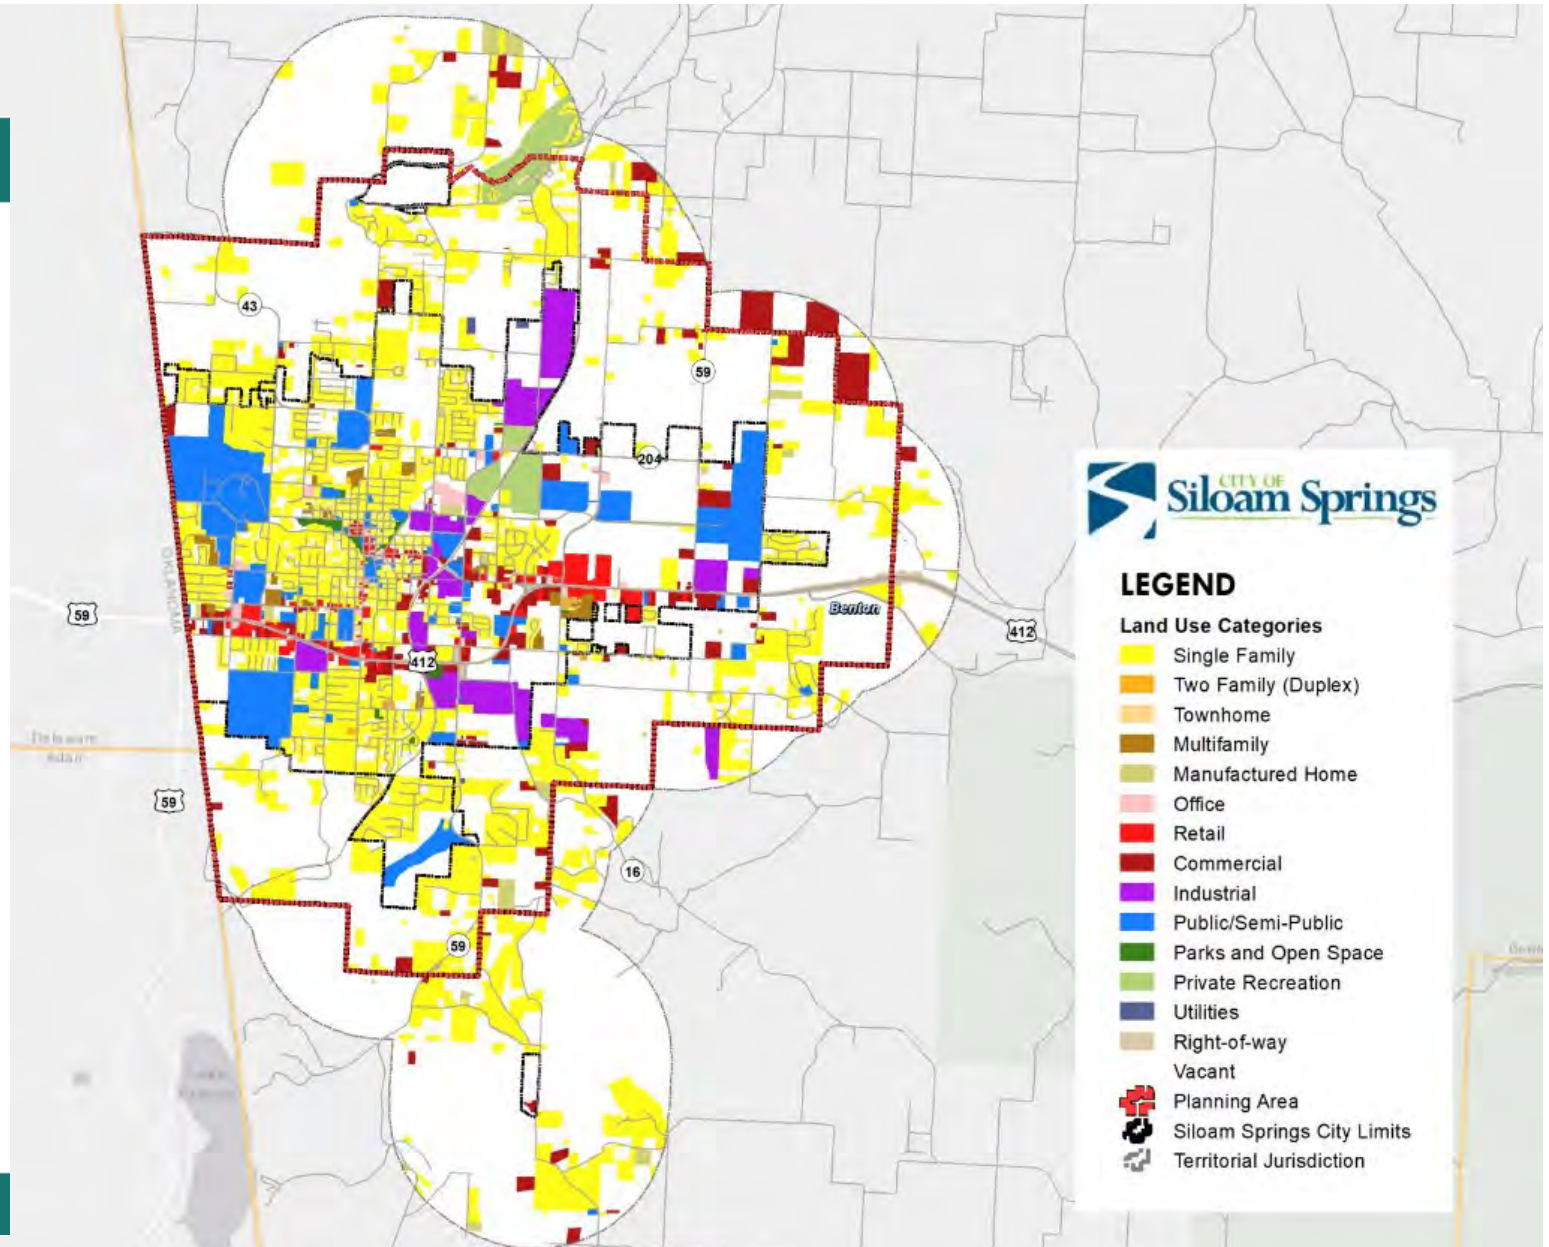 43
59
204
OKLAHOMA
59
Benton
412
412
Delaware
Adair
59
16
59
CITY OF
Siloam Springs
LEGEND
Land Use Categories
Single Family
Two Family (Duplex)
Townhome
Multifamily
Manufactured Home
Office
Retail
Commercial
Industrial
Public/Semi-Public
Parks and Open Space
Private Recreation
Utilities
Right-of-way
Vacant
Planning Area
Siloam Springs City Limits
Territorial Jurisdiction